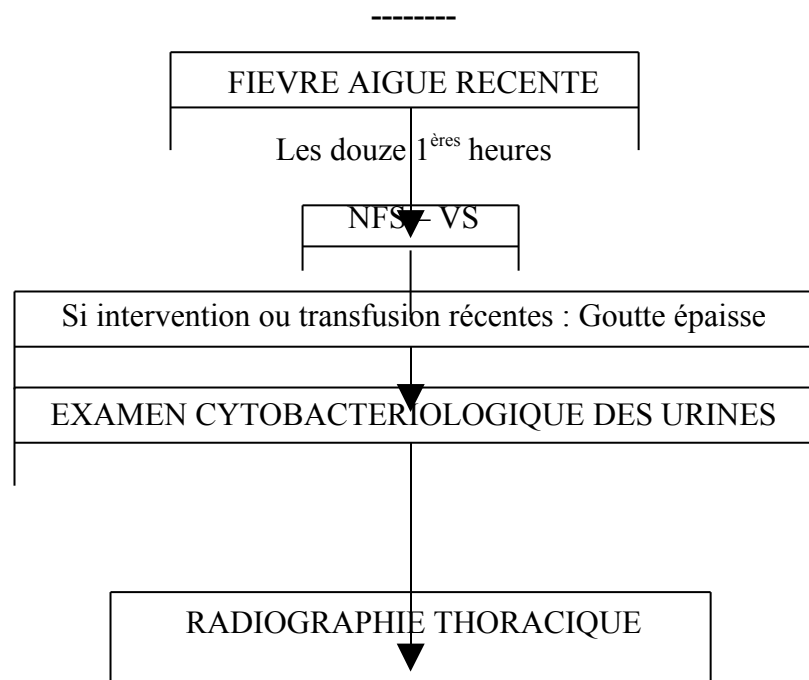 --------
FIEVRE AIGUE RECENTE
Les douze 1ères heures
NFS – VS
Si intervention ou transfusion récentes : Goutte épaisse
EXAMEN CYTOBACTERIOLOGIQUE DES URINES
RADIOGRAPHIE THORACIQUE